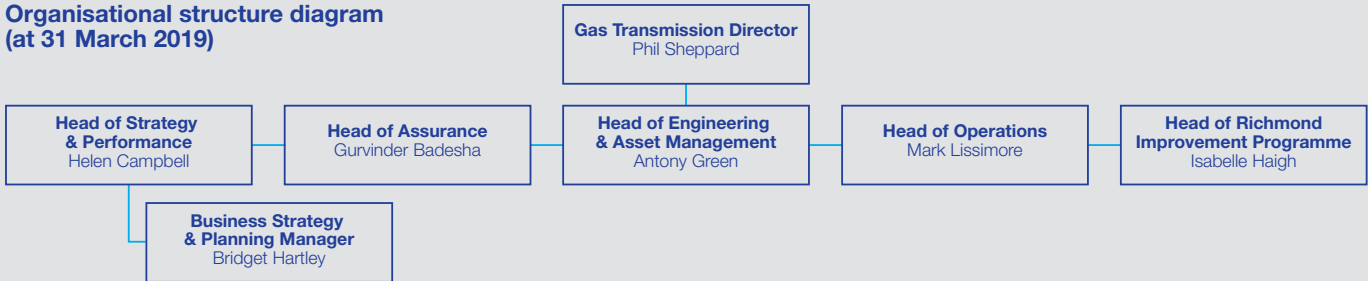 Organisational structure diagram
(at 31 March 2019)
Gas Transmission Director
Phil Sheppard
Head of Strategy
& Performance
Helen Campbell
Head of Assurance
Gurvinder Badesha
Head of Engineering
& Asset Management
Antony Green
Head of Operations
Mark Lissimore
Head of Richmond
Improvement Programme
Isabelle Haigh
Business Strategy
& Planning Manager
Bridget Hartley